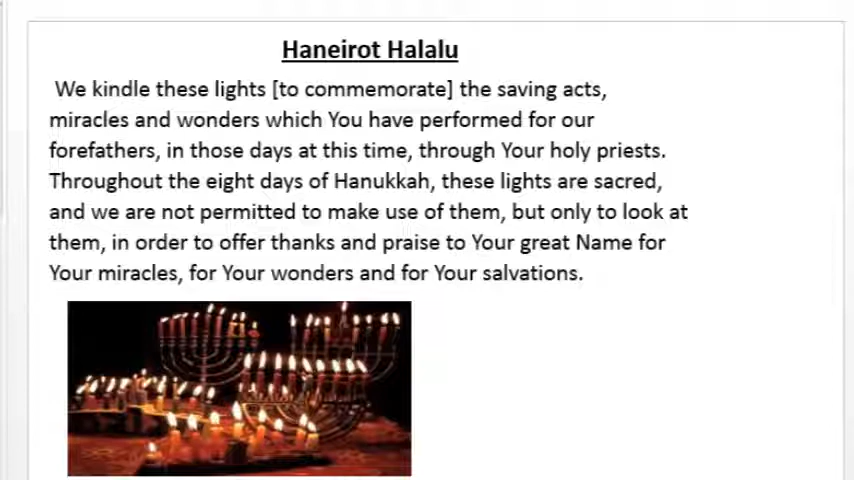 Haneirot Halalu
We kindle these lights [to commemorate] the saving acts,
miracles and wonders which You have performed for our
forefathers, in those days at this time, through Your holy priests.
Throughout the eight days of Hanukkah, these lights are sacred,
and we are not permitted to make use of them, but only to look at
them, in order to offer thanks and praise to Your great Name for
Your miracles, for Your wonders and for Your salvations.